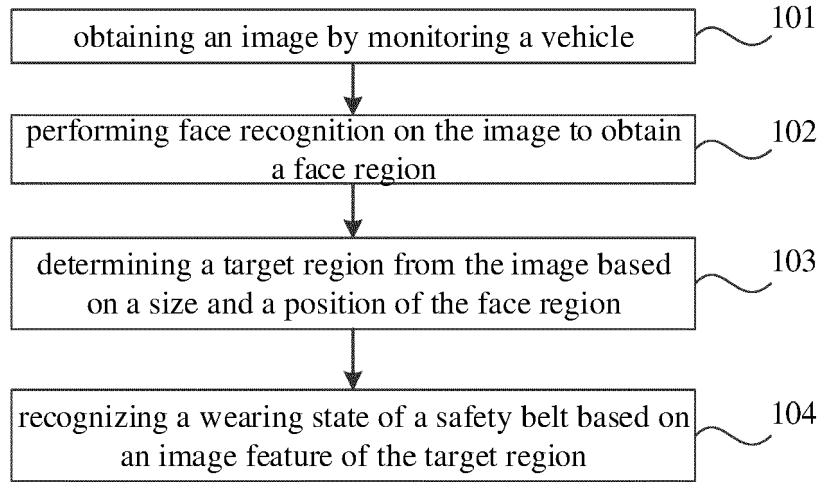 obtaining an image by monitoring a vehicle
101
performing face recognition on the image to obtain
a face region
102
determining a target region from the image based
on a size and a position of the face region
103
recognizing a wearing state of a safety belt based on
an image feature of the target region
104